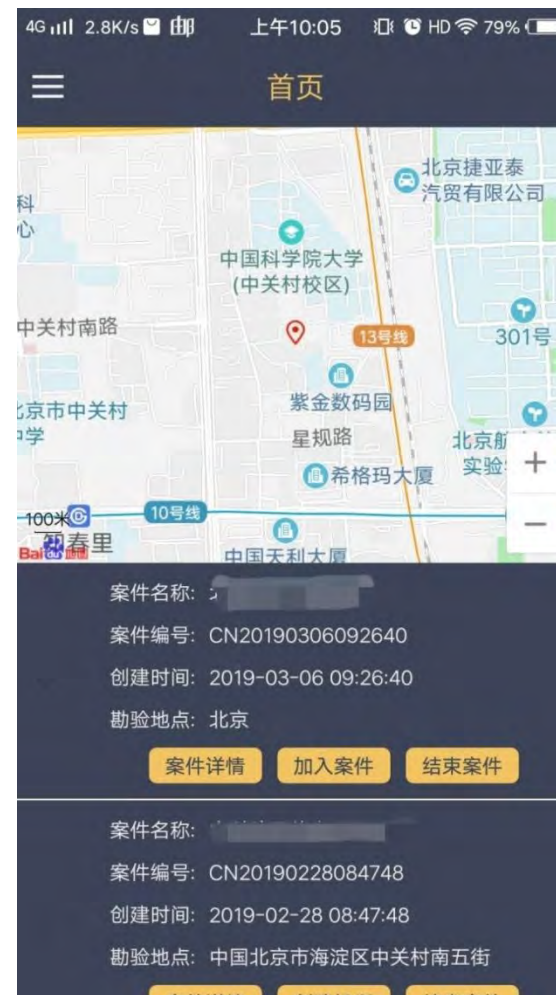 4G 2.8K/s 上午10:05 HD 79%
首页
北京捷亚泰
汽贸有限公司
科
心
中国科学院大学
(中关村校区)
中关村南路
13号线
301号
紫金数码园
京市中关村
学
星规路
北京航
实验
希格玛大厦
+
−
10号线
100米
春里
Bai
中国天利大厦
案件名称:
案件编号: CN20190306092640
创建时间: 2019-03-06 09:26:40
勘验地点: 北京
案件详情 加入案件 结束案件
案件名称:
案件编号: CN20190228084748
创建时间: 2019-02-28 08:47:48
勘验地点: 中国北京市海淀区中关村南五街